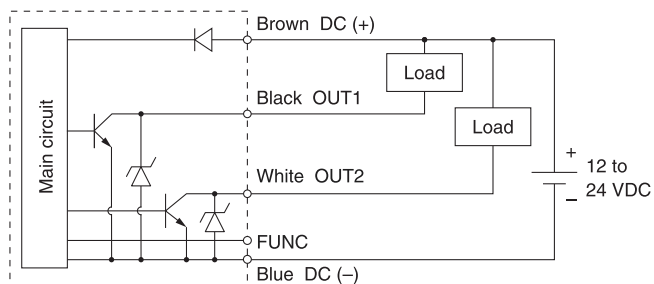 Brown DC (+)
Main circuit
Load
Black OUT1
Load
White OUT2
+
12 to
24 VDC
–
FUNC
Blue DC (–)